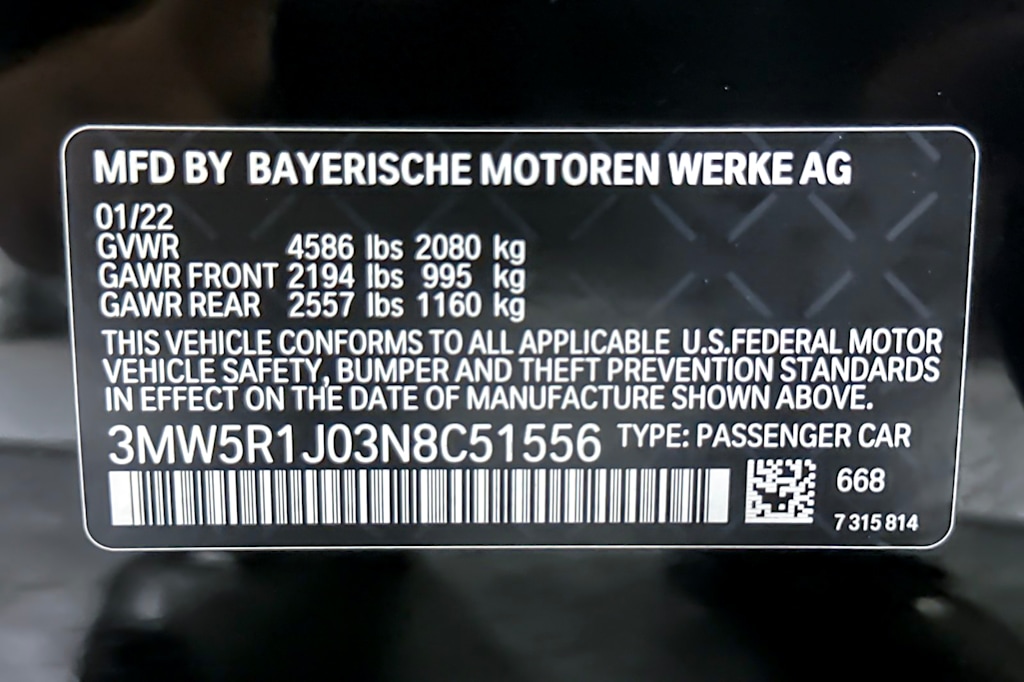 MFD BY BAYERISCHE MOTOREN WERKE AG
01/22
GVWR 4586 lbs 2080 kg
GAWR FRONT 2194 lbs 995 kg
GAWR REAR 2557 lbs 1160 kg
THIS VEHICLE CONFORMS TO ALL APPLICABLE U.S.FEDERAL MOTOR
VEHICLE SAFETY, BUMPER AND THEFT PREVENTION STANDARDS
IN EFFECT ON THE DATE OF MANUFACTURE SHOWN ABOVE.
3MW5R1J03N8C51556 TYPE: PASSENGER CAR
668
7 315 814